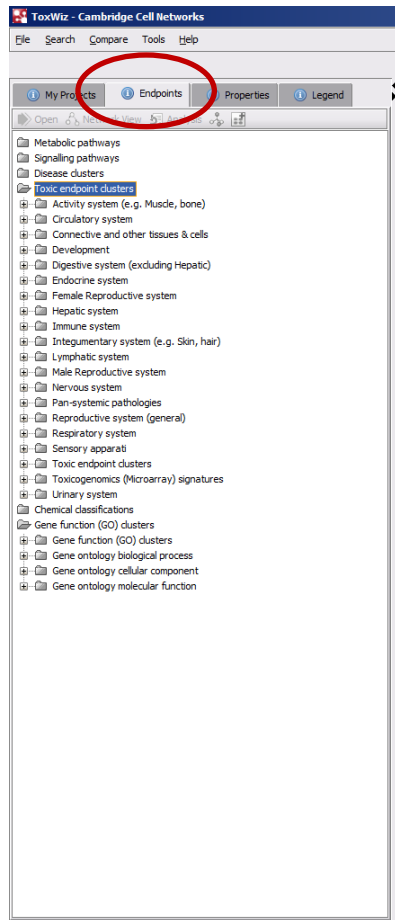 ToxWiz - Cambridge Cell Networks
File Search Compare Tools Help
My Projects Endpoints Properties Legend
Open Network View Analysis
Metabolic pathways
Signalling pathways
Disease clusters
Toxic endpoint clusters
Activity system (e.g. Muscle, bone)
Circulatory system
Connective and other tissues & cells
Development
Digestive system (excluding Hepatic)
Endocrine system
Female Reproductive system
Hepatic system
Immune system
Integumentary system (e.g. Skin, hair)
Lymphatic system
Male Reproductive system
Nervous system
Pan-systemic pathologies
Reproductive system (general)
Respiratory system
Sensory apparati
Toxic endpoint clusters
Toxicogenomics (Microarray) signatures
Urinary system
Chemical classifications
Gene function (GO) clusters
Gene function (GO) clusters
Gene ontology biological process
Gene ontology cellular component
Gene ontology molecular function